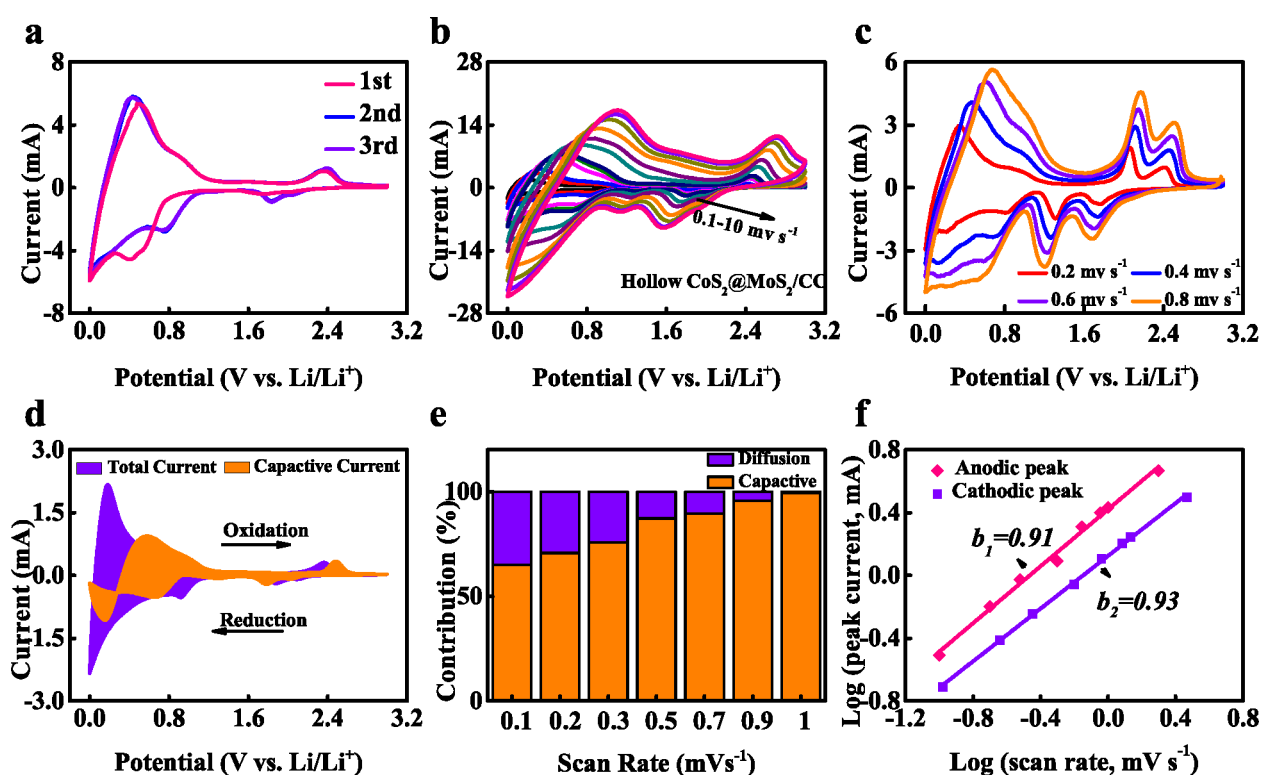 a
8
4
0
-4
-8
Current (mA)
1st
2nd
3rd
0.0 0.8 1.6 2.4 3.2
Potential (V vs. Li/Li⁺)
b
28
14
0
-14
-28
Current (mA)
0.1-10 mv s⁻¹
Hollow CoS₂@MoS₂/CC
0.0 0.8 1.6 2.4 3.2
Potential (V vs. Li/Li⁺)
c
6
3
0
-3
-6
Current (mA)
0.2 mv s⁻¹ 0.4 mv s⁻¹
0.6 mv s⁻¹ 0.8 mv s⁻¹
0.0 0.8 1.6 2.4 3.2
Potential (V vs. Li/Li⁺)
d
3.0
1.5
0.0
1.5
3.0
Current (mA)
Total Current Capactive Current
Oxidation
Reduction
0.0 0.8 1.6 2.4 3.2
Potential (V vs. Li/Li⁺)
e
100
50
0
Contribution (%)
Diffusion
Capactive
0.1 0.2 0.3 0.5 0.7 0.9 1
Scan Rate (mVs⁻¹)
f
0.8
0.4
0.0
-0.4
-0.8
Log (peak current, mA)
Anodic peak
Cathodic peak
b₁=0.91
b₂=0.93
-1.2 -0.8 -0.4 0.0 0.4 0.8
Log (scan rate, mV s⁻¹)